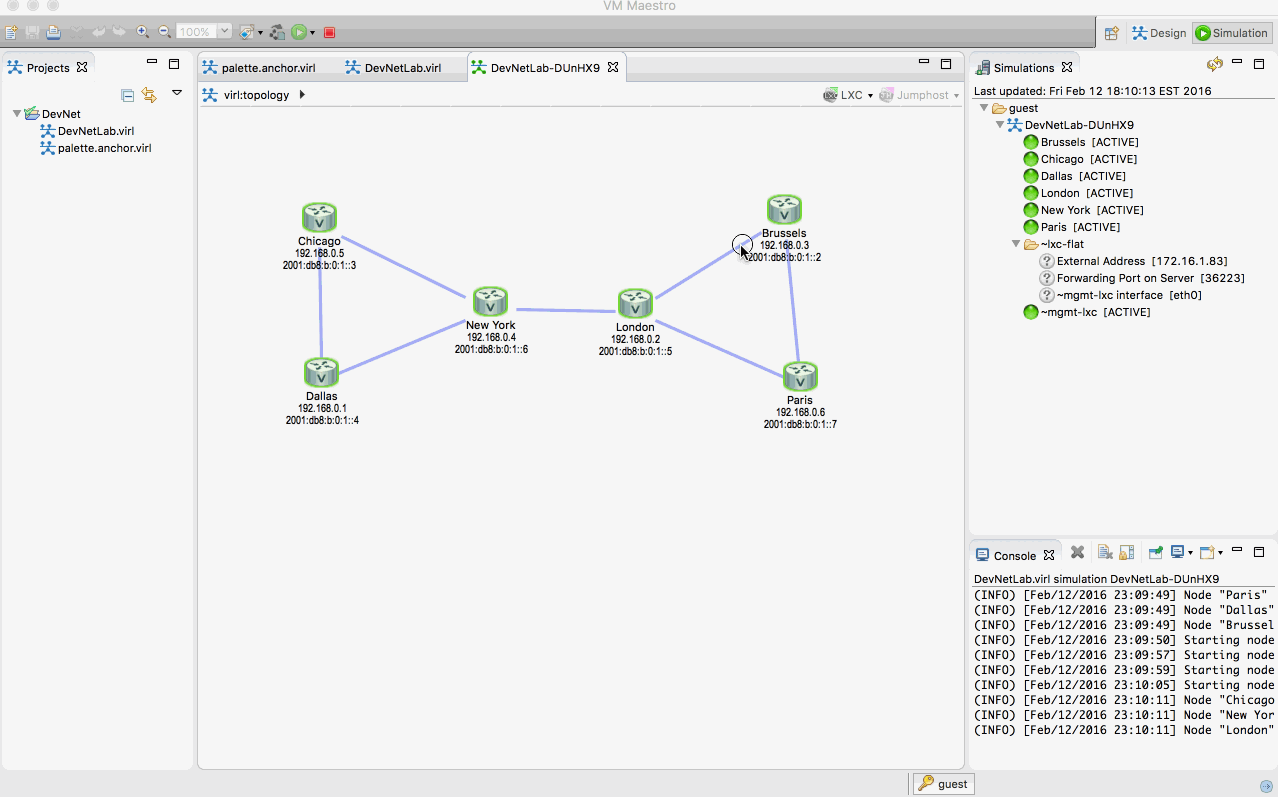 VM Maestro
100%
Design
Simulation
Projects
DevNet
DevNetLab.virl
palette.anchor.virl
palette.anchor.virl
DevNetLab.virl
DevNetLab-DUnHX9
virl:topology
LXC
Jumphost
Chicago
192.168.0.5
2001:db8:b:0:1::3
Brussels
192.168.0.3
2001:db8:b:0:1::2
New York
192.168.0.4
2001:db8:b:0:1::6
London
192.168.0.2
2001:db8:b:0:1::5
Dallas
192.168.0.1
2001:db8:b:0:1::4
Paris
192.168.0.6
2001:db8:b:0:1::7
Simulations
Last updated: Fri Feb 12 18:10:13 EST 2016
guest
DevNetLab-DUnHX9
Brussels [ACTIVE]
Chicago [ACTIVE]
Dallas [ACTIVE]
London [ACTIVE]
New York [ACTIVE]
Paris [ACTIVE]
~lxc-flat
External Address [172.16.1.83]
Forwarding Port on Server [36223]
~mgmt-lxc interface [eth0]
~mgmt-lxc [ACTIVE]
Console
DevNetLab.virl simulation DevNetLab-DUnHX9
(INFO) [Feb/12/2016 23:09:49] Node "Paris"
(INFO) [Feb/12/2016 23:09:49] Node "Dallas"
(INFO) [Feb/12/2016 23:09:49] Node "Brussel
(INFO) [Feb/12/2016 23:09:50] Starting node
(INFO) [Feb/12/2016 23:09:57] Starting node
(INFO) [Feb/12/2016 23:09:59] Starting node
(INFO) [Feb/12/2016 23:10:05] Starting node
(INFO) [Feb/12/2016 23:10:11] Node "Chicago
(INFO) [Feb/12/2016 23:10:11] Node "New Yor
(INFO) [Feb/12/2016 23:10:11] Node "London"
guest